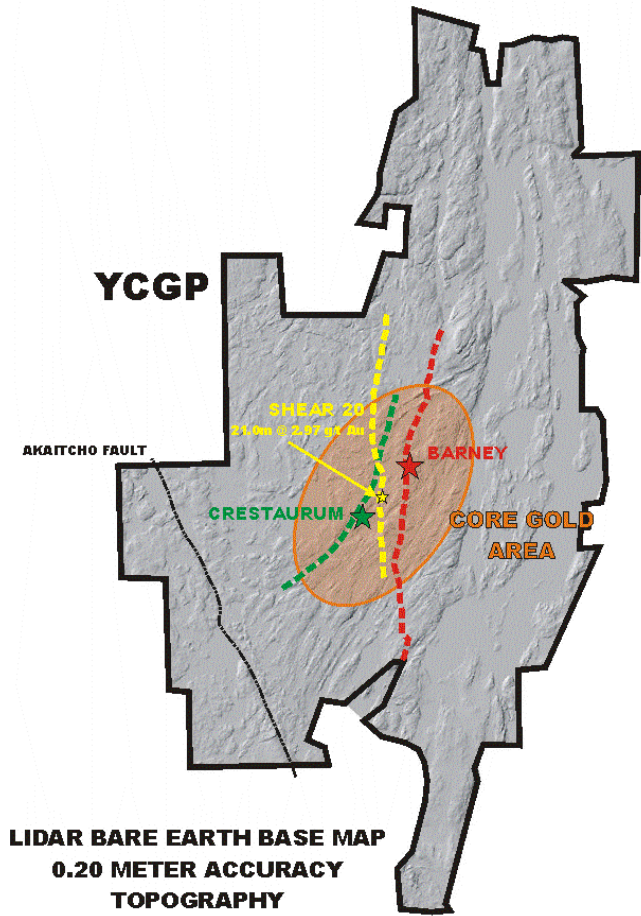 YCGP
SHEAR 20
21.0m @ 2.97 g\t Au
AKAITCHO FAULT
BARNEY
CRESTAURUM
CORE GOLD
AREA
LIDAR BARE EARTH BASE MAP
0.20 METER ACCURACY
TOPOGRAPHY